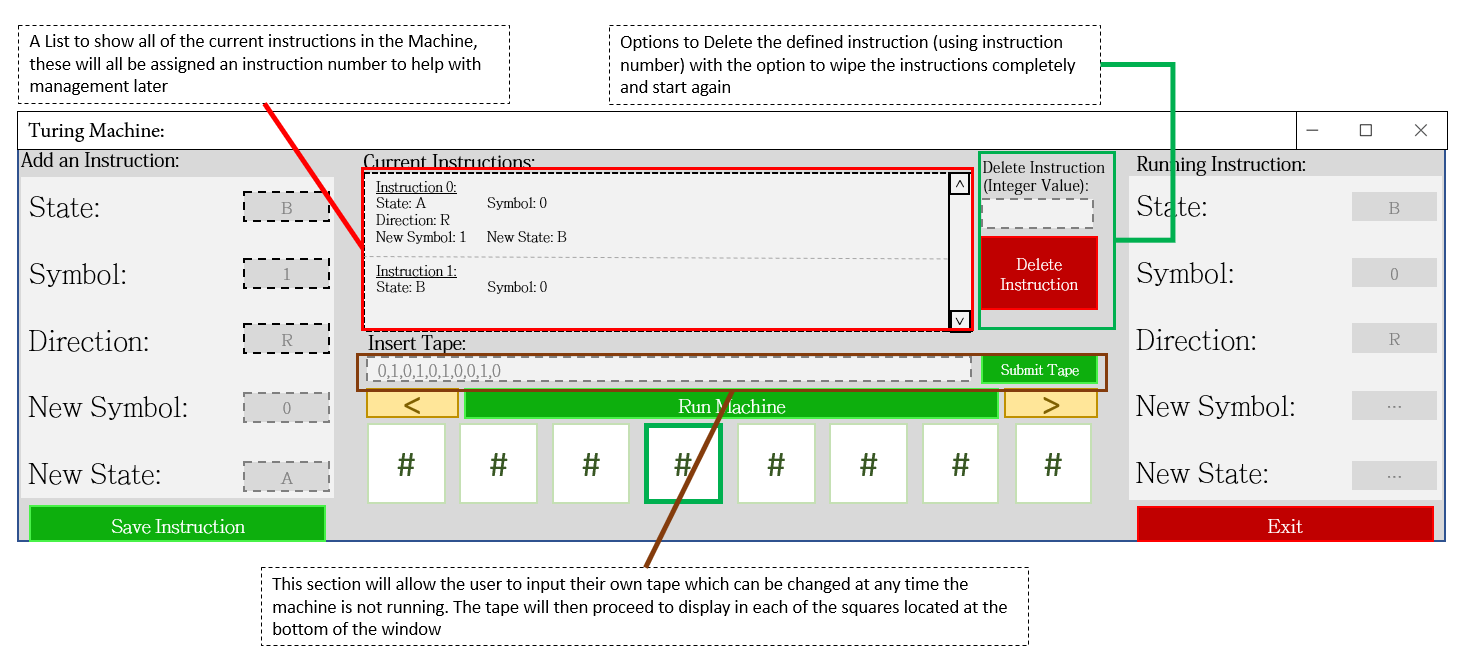 A List to show all of the current instructions in the Machine,
these will all be assigned an instruction number to help with
management later
Options to Delete the defined instruction (using instruction
number) with the option to wipe the instructions completely
and start again
Turing Machine:
Add an Instruction:
State:
B
Symbol:
1
Direction:
R
New Symbol:
0
New State:
A
Save Instruction
Current Instructions:
Instruction 0:
State: A Symbol: 0
Direction: R
New Symbol: 1 New State: B
Instruction 1:
State: B Symbol: 0
Delete Instruction
(Integer Value):
Delete
Instruction
Insert Tape:
0,1,0,1,0,1,0,0,1,0
Submit Tape
< Run Machine >
# # # # # # # #
Running Instruction:
State:
B
Symbol:
0
Direction:
R
New Symbol:
...
New State:
...
Exit
This section will allow the user to input their own tape which can be changed at any time the
machine is not running. The tape will then proceed to display in each of the squares located at the
bottom of the window